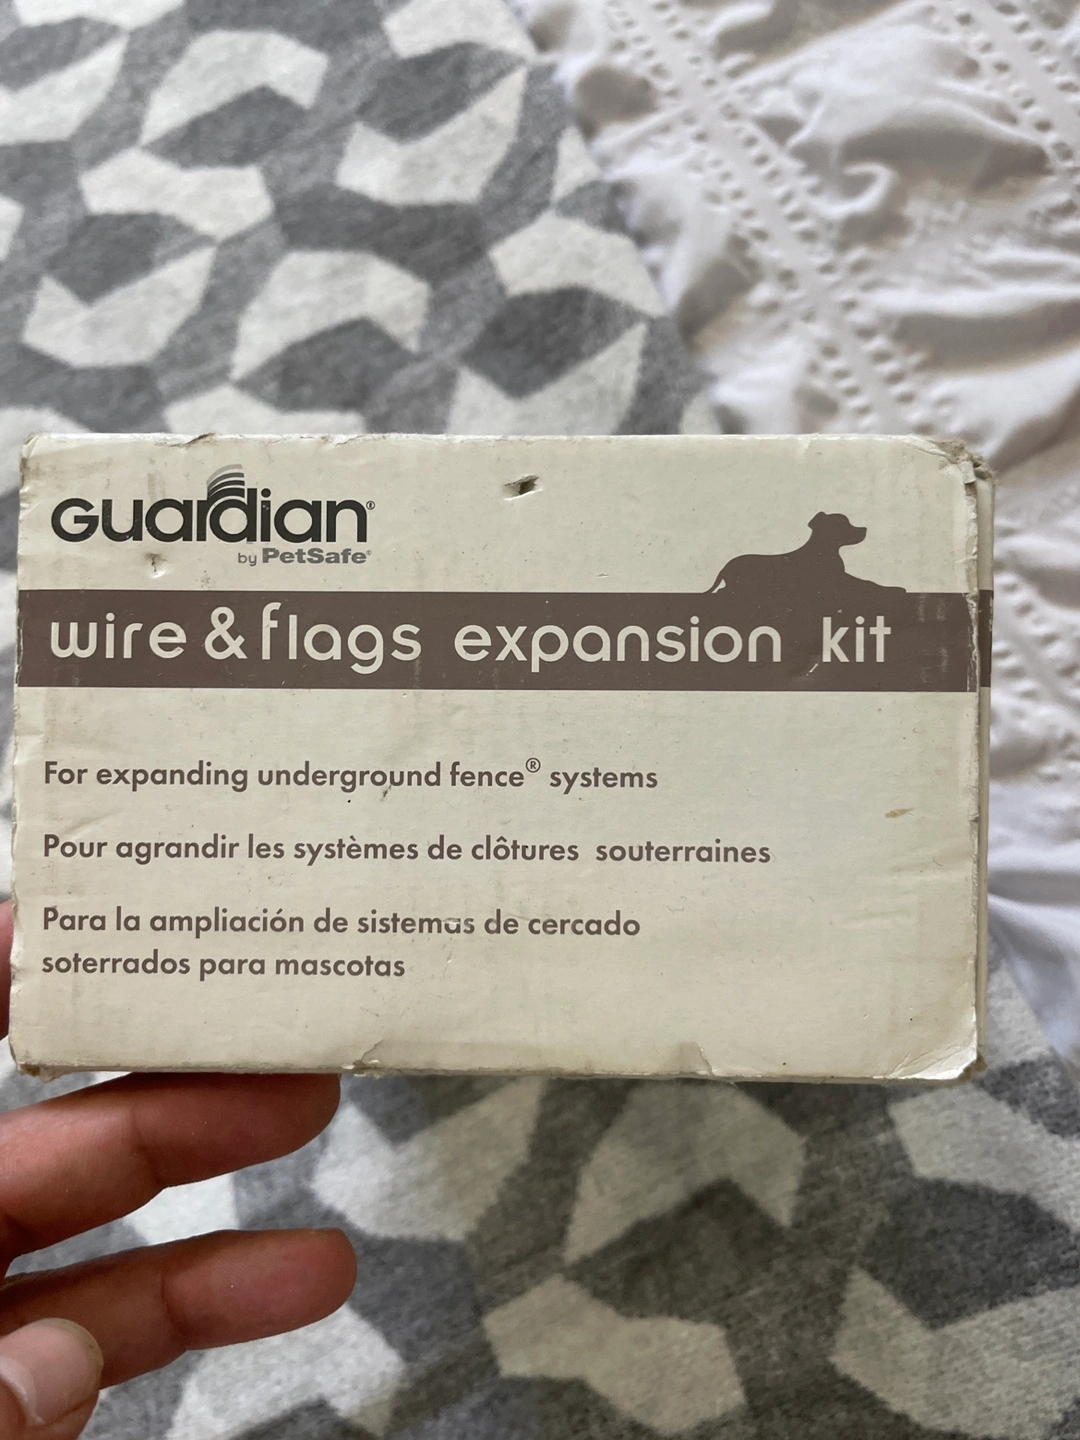 Guardian®
by PetSafe®
wire & flags expansion kit
For expanding underground fence® systems
Pour agrandir les systèmes de clôtures souterraines
Para la ampliación de sistemas de cercado
soterrados para mascotas